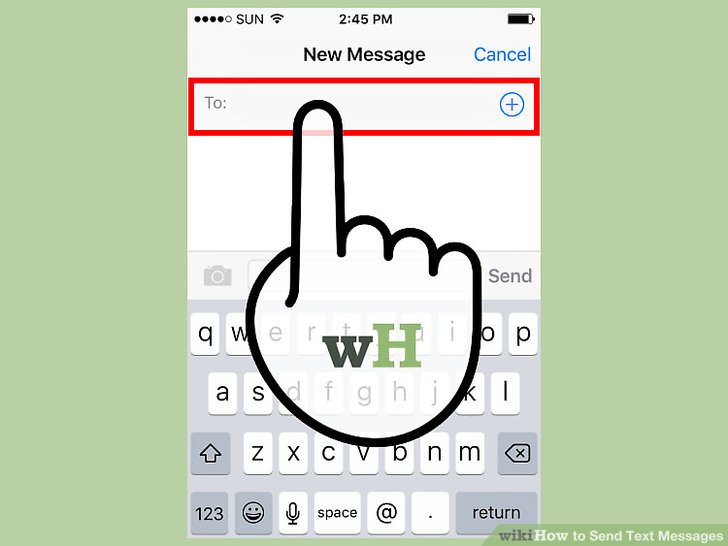 SUN 2:45 PM
New Message Cancel
To:
Send
q w e r t u i o p
a s d f g h k l
z x c v b n m
123 space @ . return
wH
wikiHow to Send Text Messages